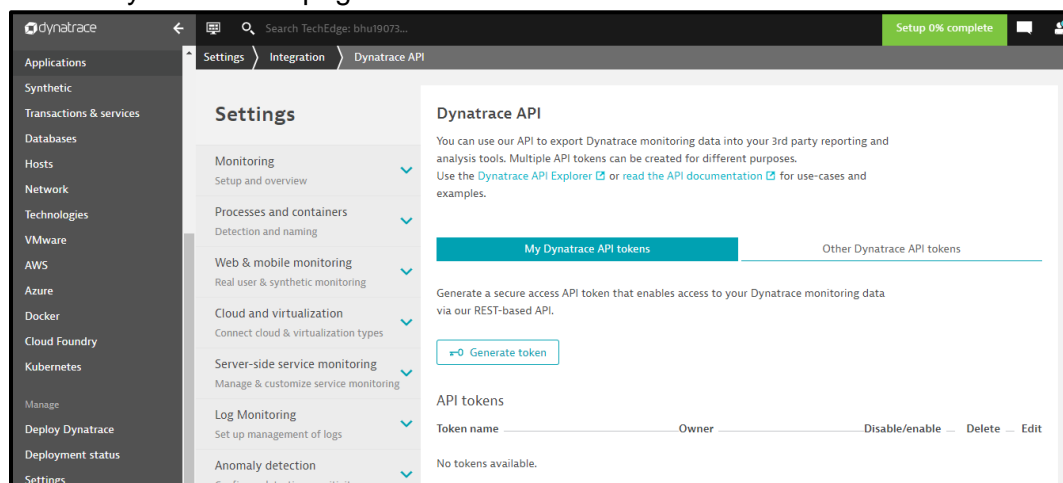 dynatrace
Search TechEdge: bhu19073...
Setup 0% complete
Settings
Integration
Dynatrace API
Applications
Synthetic
Transactions & services
Databases
Hosts
Network
Technologies
VMware
AWS
Azure
Docker
Cloud Foundry
Kubernetes
Manage
Deploy Dynatrace
Deployment status
Settings
Settings
Monitoring
Setup and overview
Processes and containers
Detection and naming
Web & mobile monitoring
Real user & synthetic monitoring
Cloud and virtualization
Connect cloud & virtualization types
Server-side service monitoring
Manage & customize service monitoring
Log Monitoring
Set up management of logs
Anomaly detection
Dynatrace API
You can use our API to export Dynatrace monitoring data into your 3rd party reporting and
analysis tools. Multiple API tokens can be created for different purposes.
Use the Dynatrace API Explorer or read the API documentation for use-cases and
examples.
My Dynatrace API tokens
Other Dynatrace API tokens
Generate a secure access API token that enables access to your Dynatrace monitoring data
via our REST-based API.
Generate token
API tokens
Token name Owner Disable/enable Delete Edit
No tokens available.